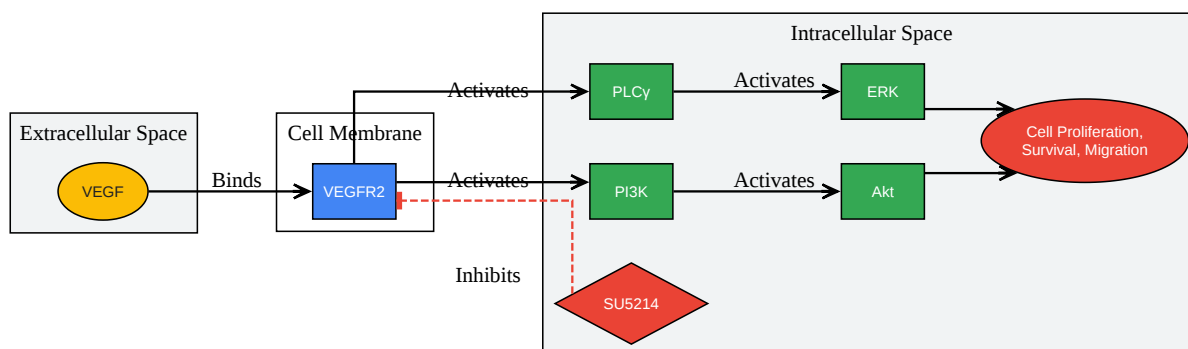 Intracellular Space
Activates
PLCγ
Activates
ERK
Extracellular Space
Cell Membrane
Cell Proliferation,
Survival, Migration
VEGF
Binds
VEGFR2
Activates
PI3K
Activates
Akt
Inhibits
SU5214